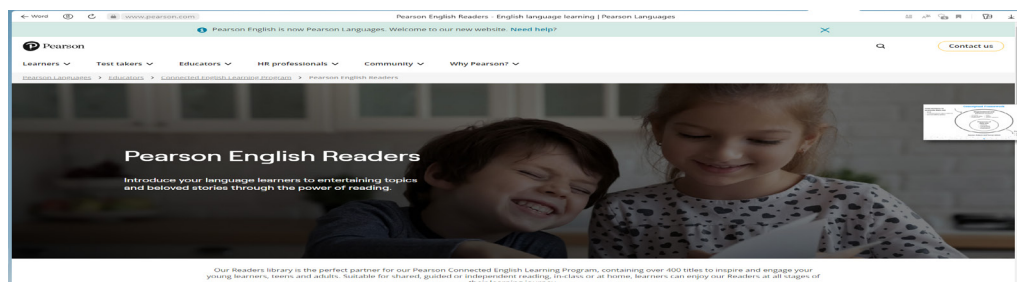 ← Word www.pearson.com Pearson English Readers - English language learning | Pearson Languages
Pearson English is now Pearson Languages. Welcome to our new website. Need help?
Pearson Contact us
Learners Test takers Educators HR professionals Community Why Pearson?
Pearson Languages > Educators > Connected English Learning Program > Pearson English Readers
Pearson English Readers
Introduce your language learners to entertaining topics
and beloved stories through the power of reading.
Our Readers library is the perfect partner for our Pearson Connected English Learning Program, containing over 400 titles to inspire and engage your
young learners, teens and adults. Suitable for shared, guided or independent reading, in-class or at home, learners can enjoy our Readers at all stages of